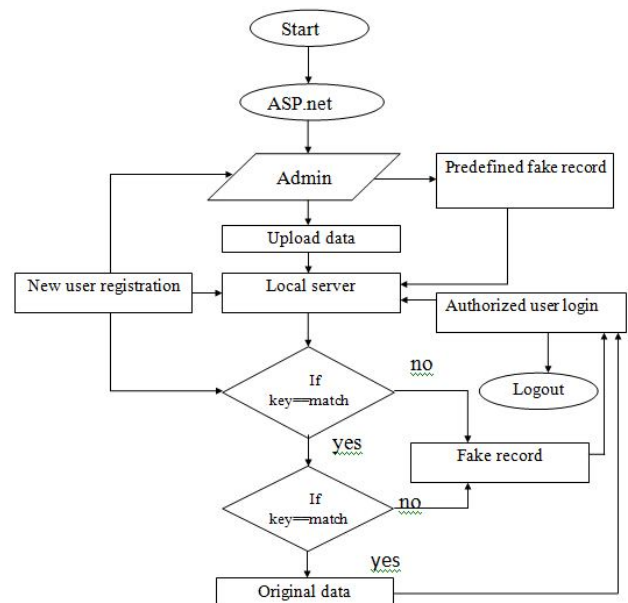 Start
ASP.net
Admin
Predefined fake record
Upload data
New user registration
Local server
Authorized user login
If
key==match
no
Logout
yes
Fake record
If
key==match
no
yes
Original data